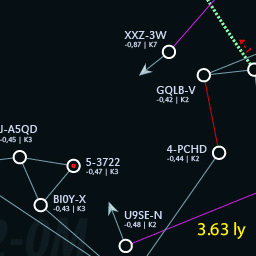 XXZ-3W
-0,87 | K7
GQLB-V
-0,42 | K2
J-A5QD
-0,45 | K3
4-PCHD
-0,44 | K2
5-3722
-0,47 | K3
BI0Y-X
-0,43 | K3
U9SE-N
-0,48 | K2
3.63 ly